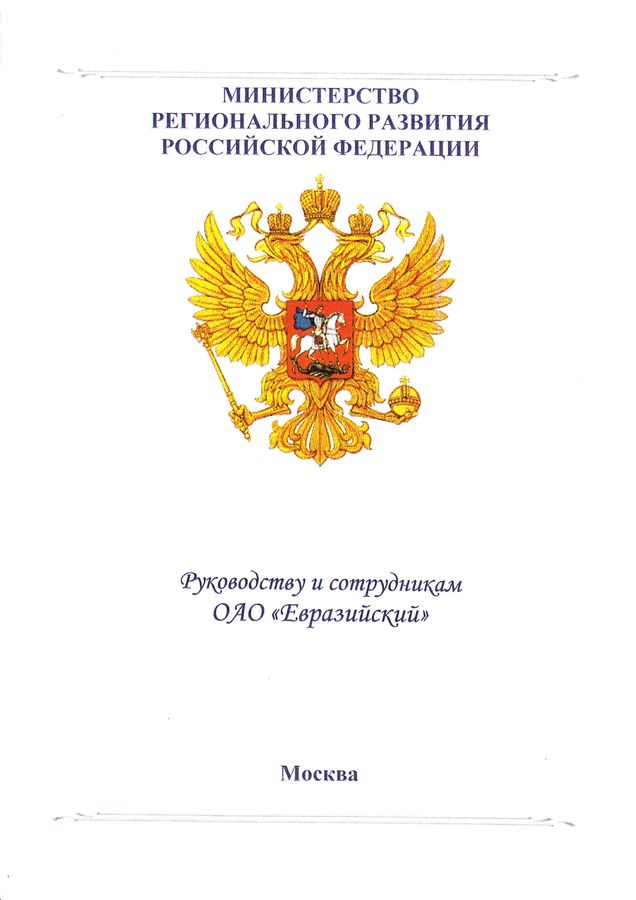 МИНИСТЕРСТВО
РЕГИОНАЛЬНОГО РАЗВИТИЯ
РОССИЙСКОЙ ФЕДЕРАЦИИ
Руководству и сотрудникам
ОАО «Евразийский»
Москва